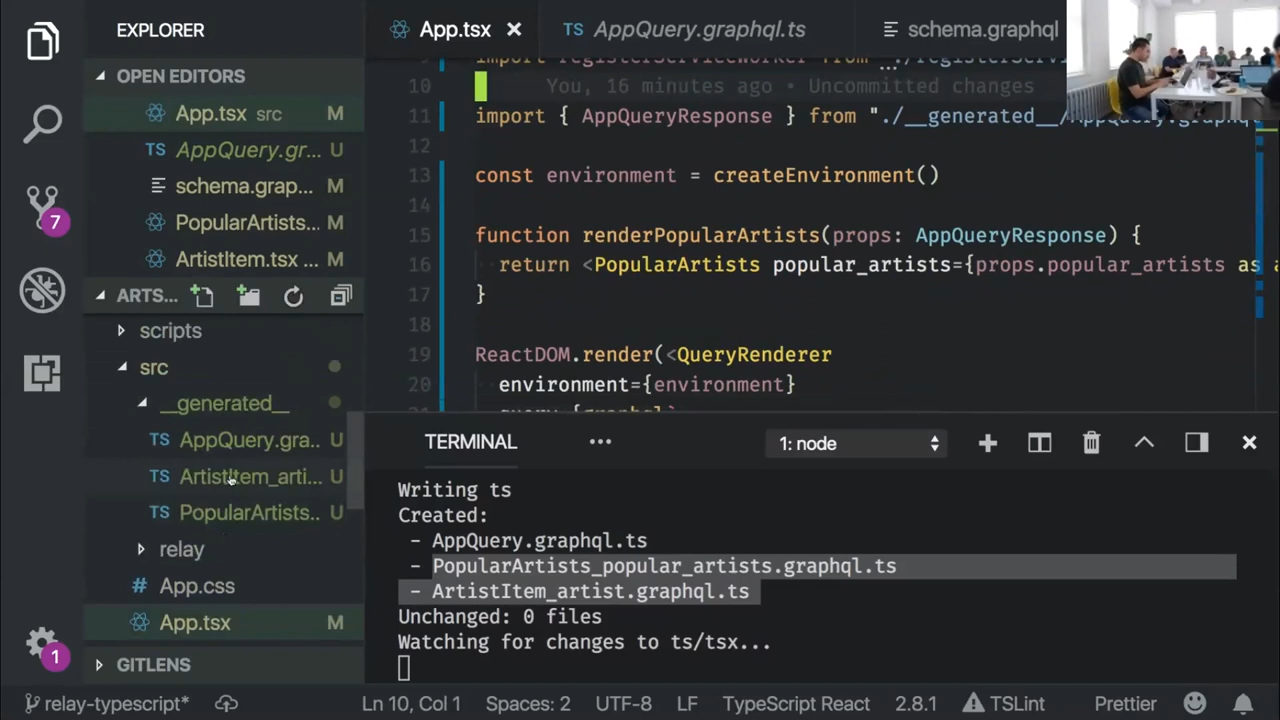 EXPLORER
OPEN EDITORS
App.tsx src M
TS AppQuery.gr... U
schema.grap... M
PopularArtists... M
ArtistItem.tsx ... M
ARTS...
scripts
src
__generated__
TS AppQuery.gra... U
TS ArtistItem_arti... U
TS PopularArtists.. U
relay
# App.css
App.tsx M
GITLENS
7
1
App.tsx
TS AppQuery.graphql.ts
schema.graphql
10 You, 16 minutes ago • Uncommitted changes
11 import { AppQueryResponse } from "./__generated__/AppQuery.graphql
12
13 const environment = createEnvironment()
14
15 function renderPopularArtists(props: AppQueryResponse) {
16 return <PopularArtists popular_artists={props.popular_artists as
17 }
18
19 ReactDOM.render(<QueryRenderer
20 environment={environment}
TERMINAL ... 1: node
Writing ts
Created:
- AppQuery.graphql.ts
- PopularArtists_popular_artists.graphql.ts
- ArtistItem_artist.graphql.ts
Unchanged: 0 files
Watching for changes to ts/tsx...
relay-typescript* Ln 10, Col 1 Spaces: 2 UTF-8 LF TypeScript React 2.8.1 TSLint Prettier